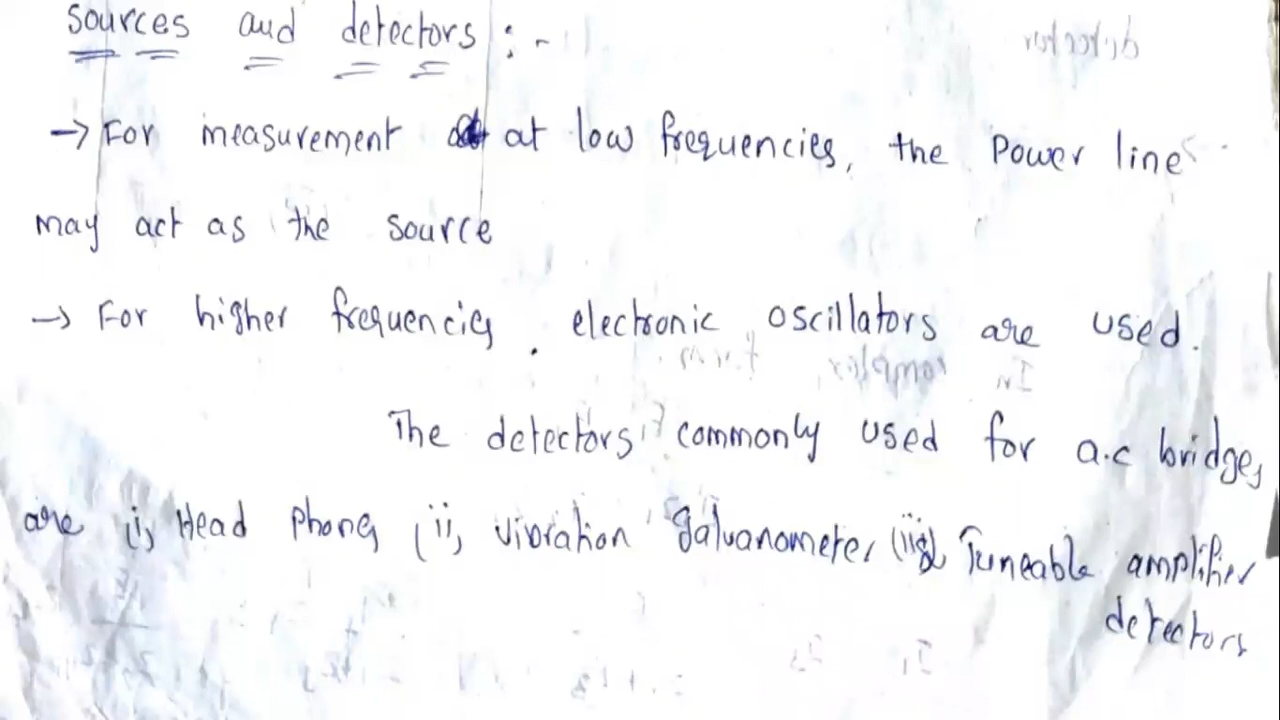 sources and detectors :-
→ For measurement at low frequencies, the Power line
may act as the source
→ For higher frequencies, electronic oscillators are used.
The detectors commonly used for a.c bridges
are (i) Head Phones (ii) vibration galvanometer (iii) Tuneable amplifier
detectors